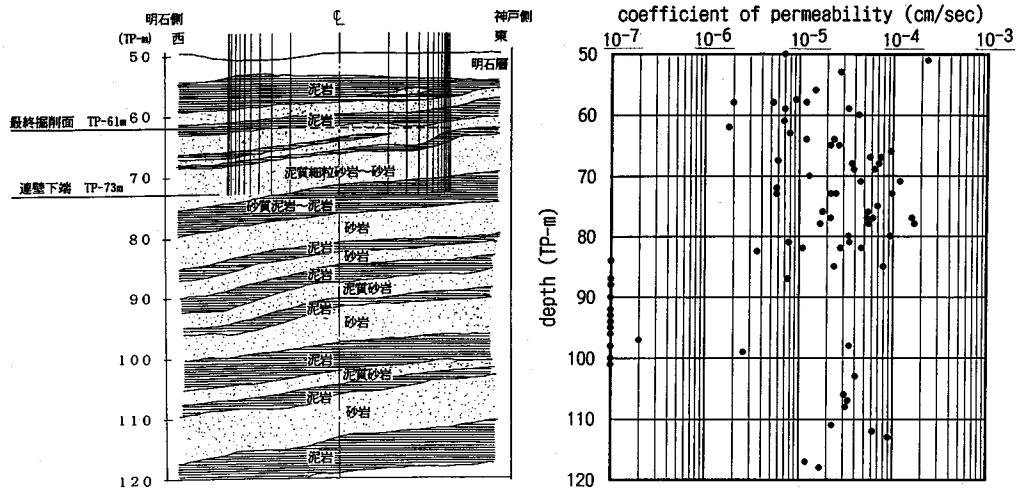 明石側
℄
神戸側
(TP-m) 西
東
50
明石層
泥岩
60
泥岩
最終掘削面 TP-61m
泥質細粒砂岩～砂岩
70
連壁下端 TP-73m
砂質泥岩～泥岩
砂岩
80
泥岩
砂岩
泥岩
泥質砂岩
90
泥岩
砂岩
100
泥岩
泥質砂岩
泥岩
砂岩
110
泥岩
120
coefficient of permeability (cm/sec)
10-7 10-6 10-5 10-4 10-3
depth (TP-m)
50
60
70
80
90
100
110
120